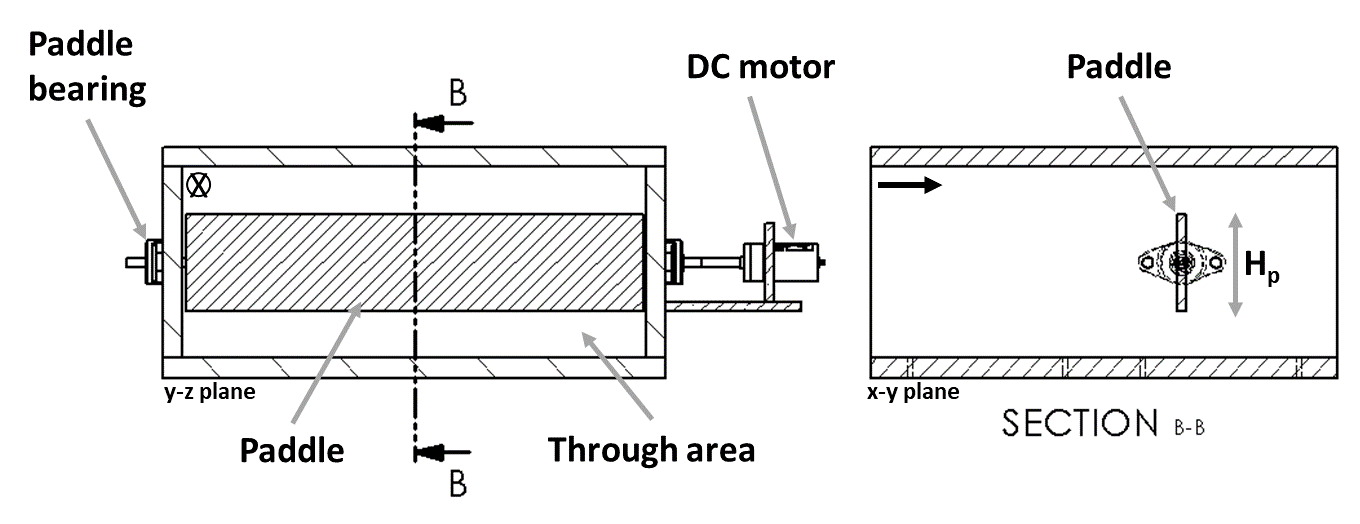 Paddle
bearing
B
DC motor
Paddle
H_p
y-z plane
x-y plane
Paddle
B
Through area
SECTION B-B